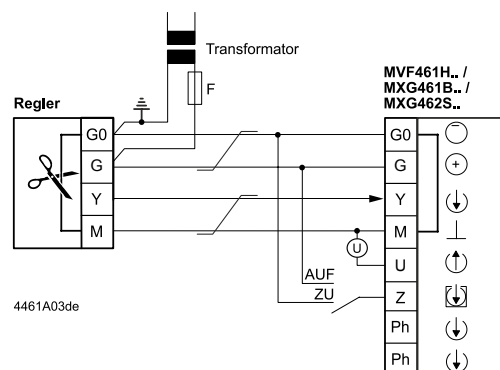 Transformator
F
MVF461H.. /
MXG461B.. /
MXG462S..
Regler
G0
G
Y
M
G0
G
Y
M
U
Z
Ph
Ph
U
AUF
ZU
4461A03de